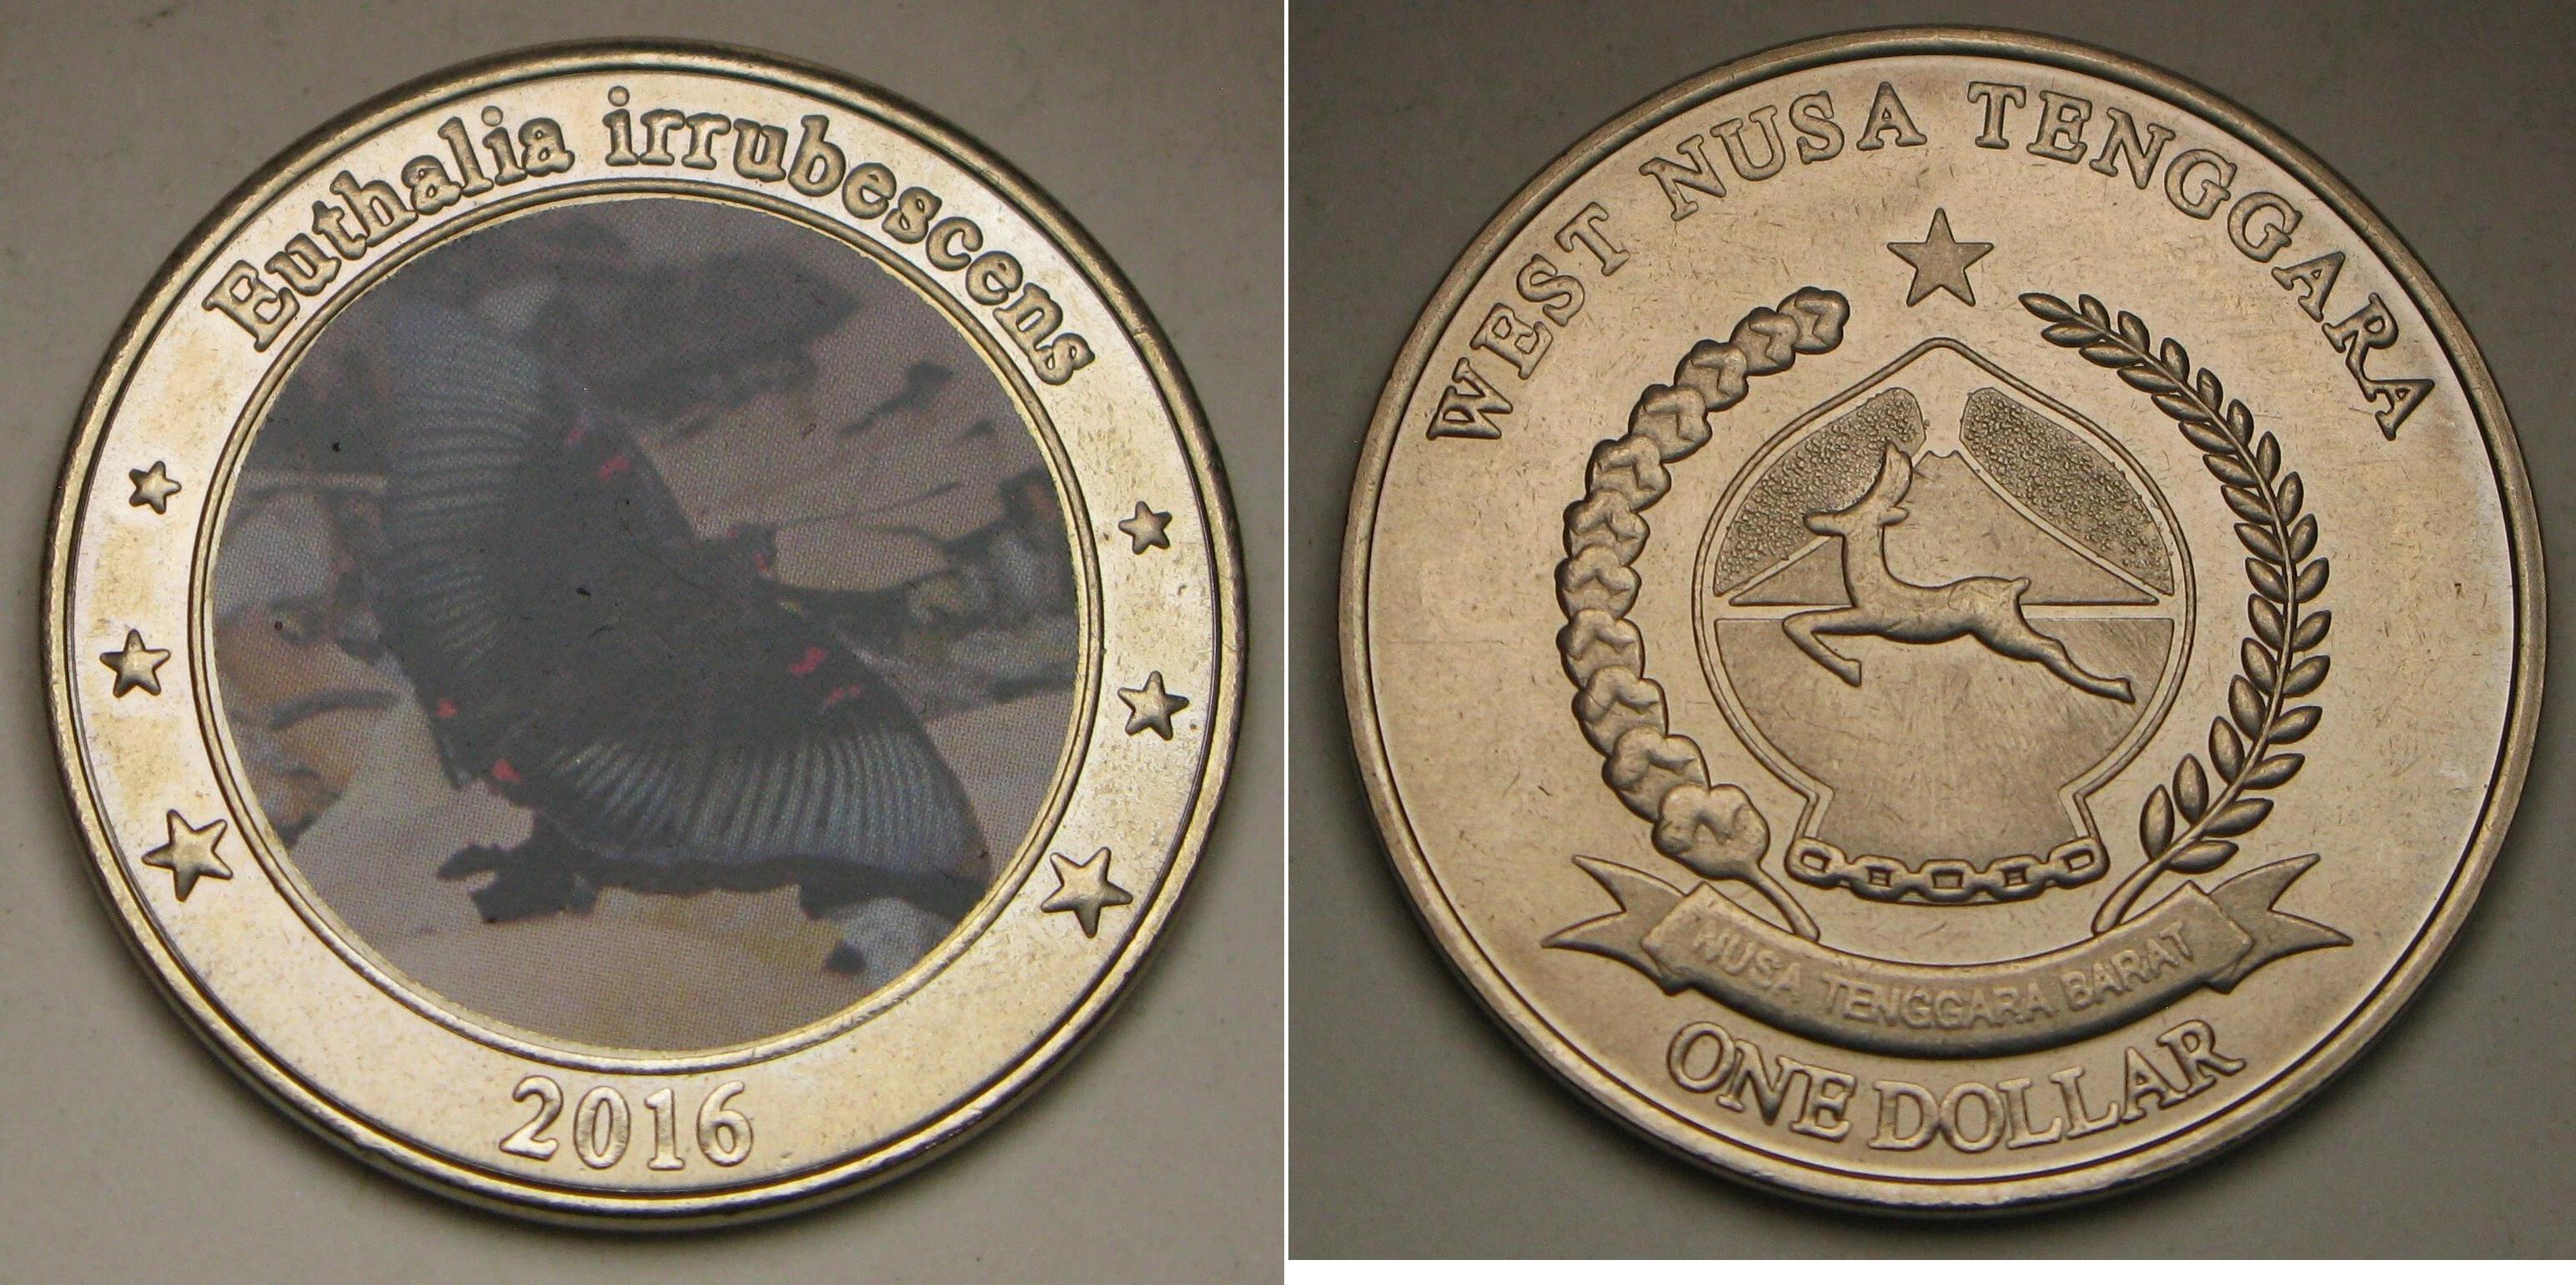 Euthalia irrubescens
2016
WEST NUSA TENGGARA
NUSA TENGGARA BARAT
ONE DOLLAR